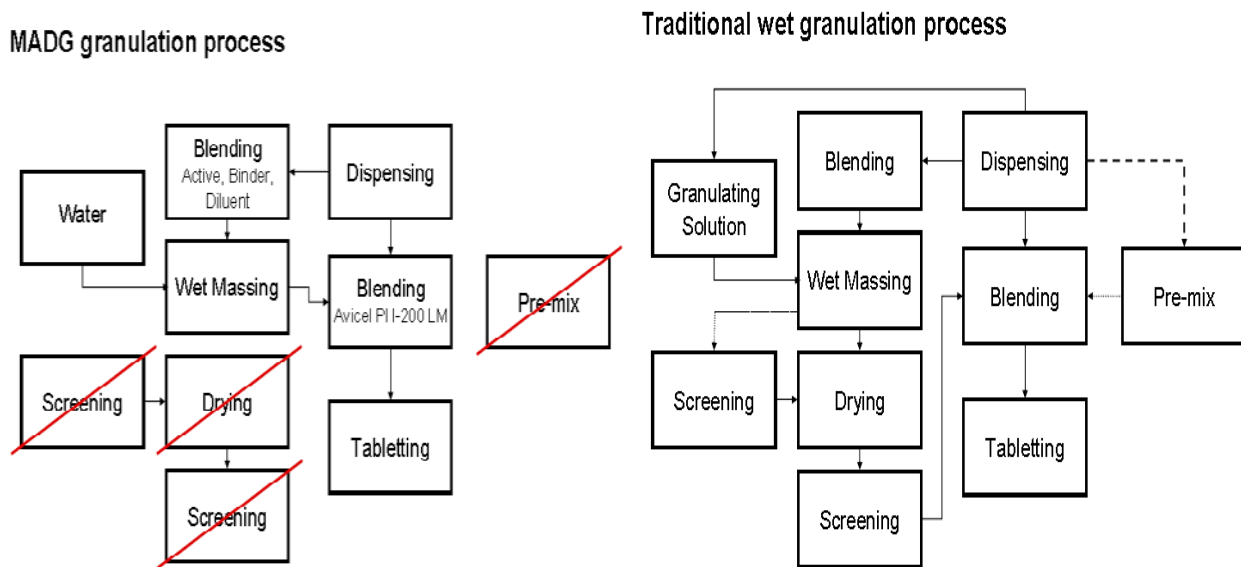 MADG granulation process
Blending
Active, Binder,
Diluent
Dispensing
Water
Wet Massing
Blending
Avicel PH-200 LM
Pre-mix
Screening
Drying
Tabletting
Screening
Traditional wet granulation process
Blending
Dispensing
Granulating
Solution
Wet Massing
Blending
Pre-mix
Screening
Drying
Tabletting
Screening